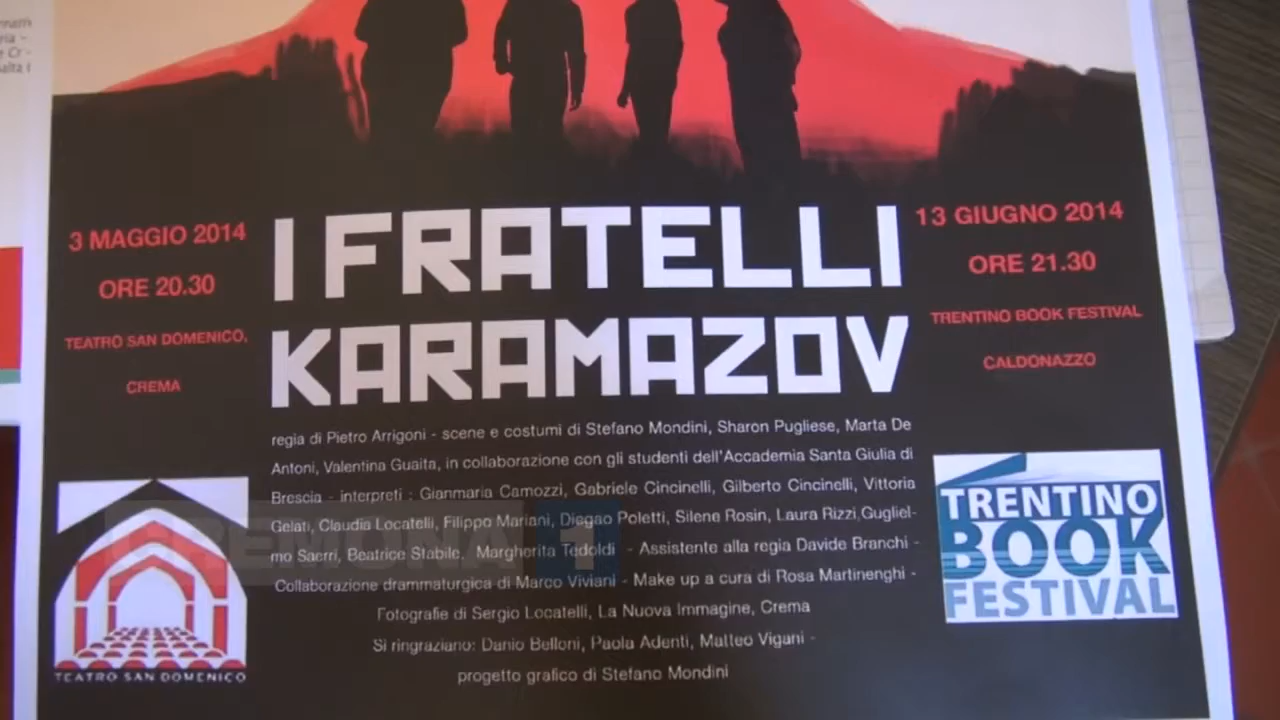 3 MAGGIO 2014
ORE 20.30
TEATRO SAN DOMENICO,
CREMA
I FRATELLI
KARAMAZOV
13 GIUGNO 2014
ORE 21.30
TRENTINO BOOK FESTIVAL
CALDONAZZO
regia di Pietro Arrigoni - scene e costumi di Stefano Mondini, Sharon Pugliese, Marta De
Antoni, Valentina Guaita, in collaborazione con gli studenti dell'Accademia Santa Giulia di
Brescia - interpreti : Gianmaria Camozzi, Gabriele Cincinelli, Gilberto Cincinelli, Vittoria
Gelati, Claudia Locatelli, Filippo Mariani, Diegao Poletti, Silene Rosin, Laura Rizzi,Gugliel-
mo Saerri, Beatrice Stabile, Margherita Tedoldi - Assistente alla regia Davide Branchi -
Collaborazione drammaturgica di Marco Viviani - Make up a cura di Rosa Martinenghi -
Fotografie di Sergio Locatelli, La Nuova Immagine, Crema
Si ringraziano: Danio Belloni, Paola Adenti, Matteo Vigani -
progetto grafico di Stefano Mondini
TEATRO SAN DOMENICO
TRENTINO
BOOK
FESTIVAL
CREMONA 1